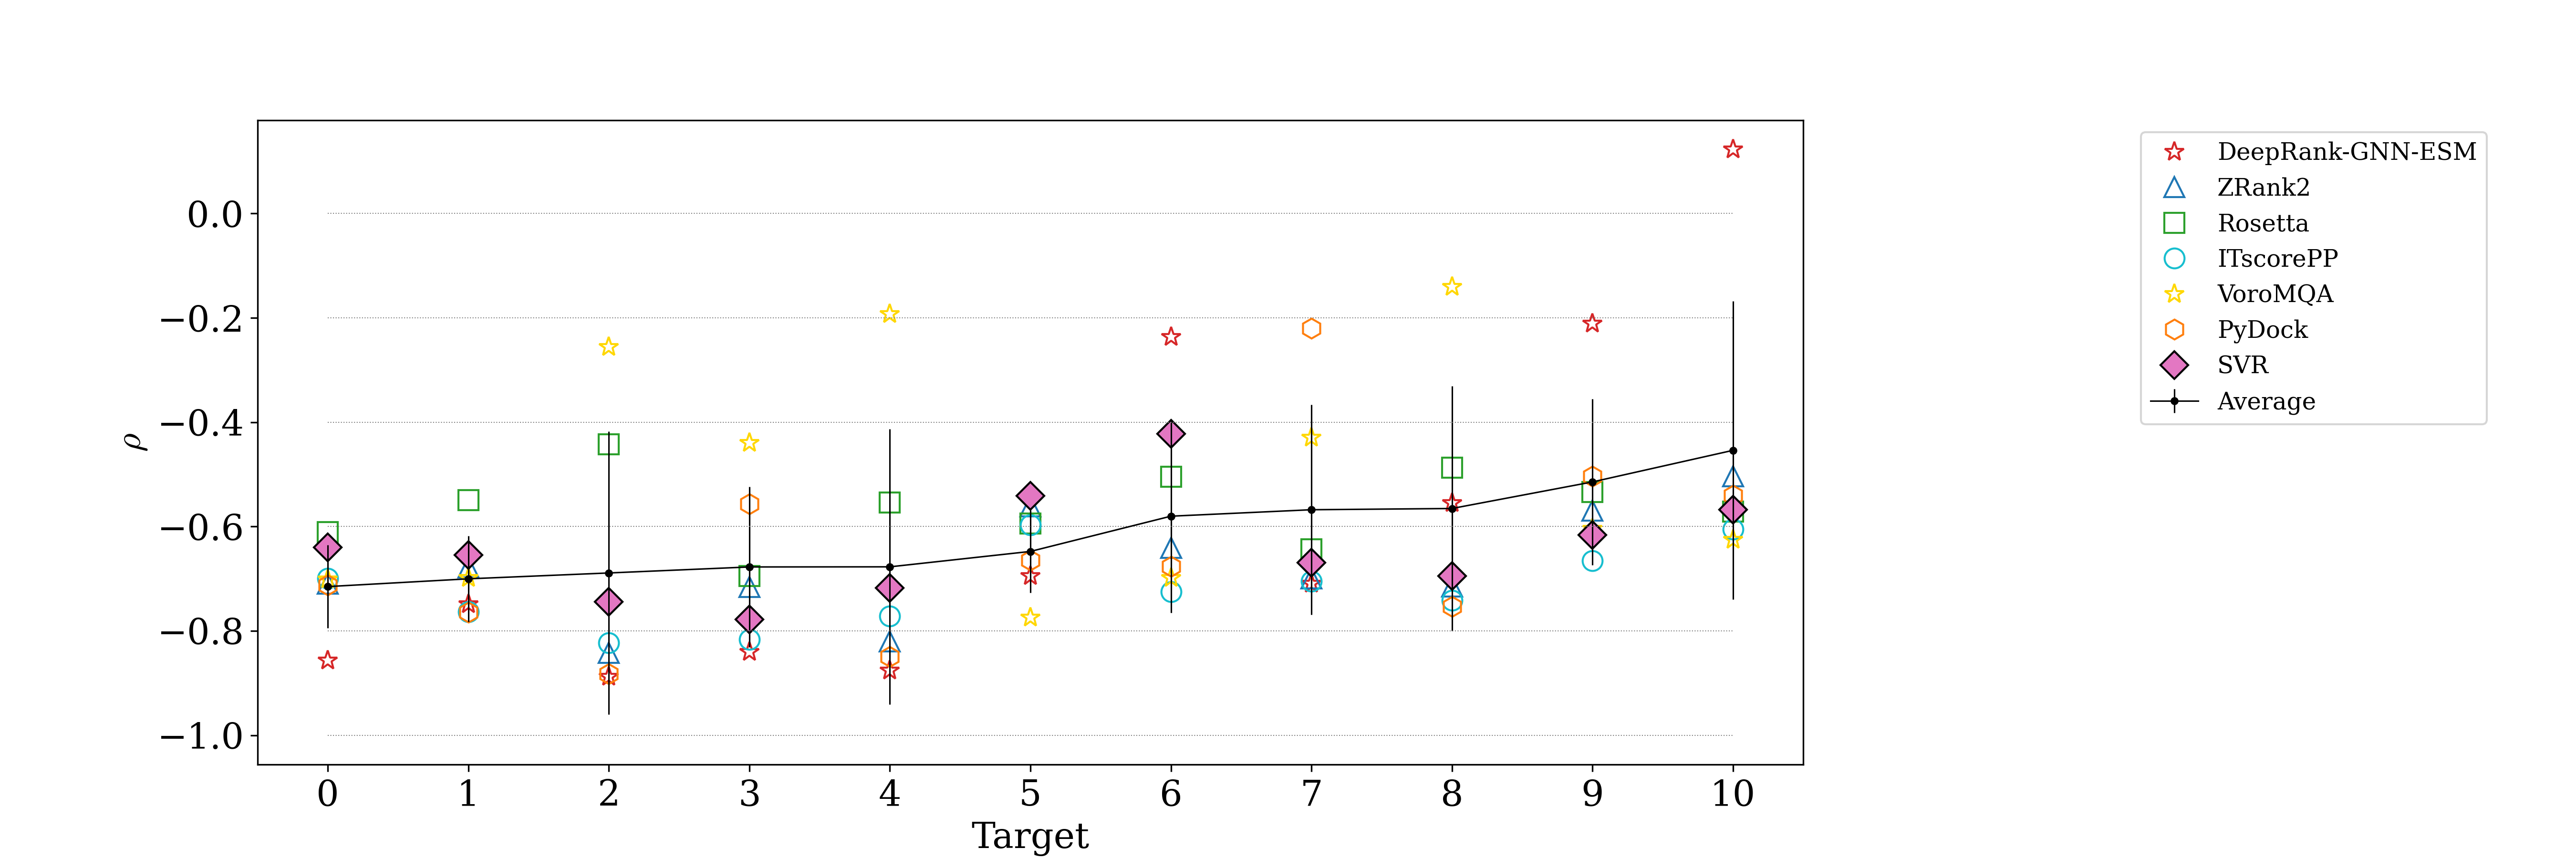 0.0
−0.2
−0.4
−0.6
−0.8
−1.0
ρ
0 1 2 3 4 5 6 7 8 9 10
Target
DeepRank-GNN-ESM
ZRank2
Rosetta
ITscorePP
VoroMQA
PyDock
SVR
Average